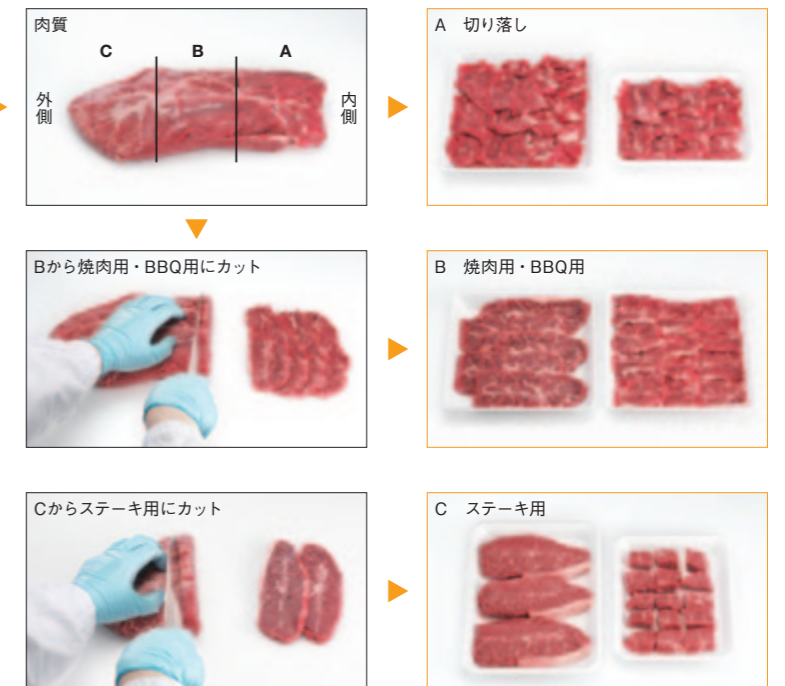 肉質
C B A
外側
内側
A 切り落し
Bから焼肉用・BBQ用にカット
B 焼肉用・BBQ用
Cからステーキ用にカット
C ステーキ用